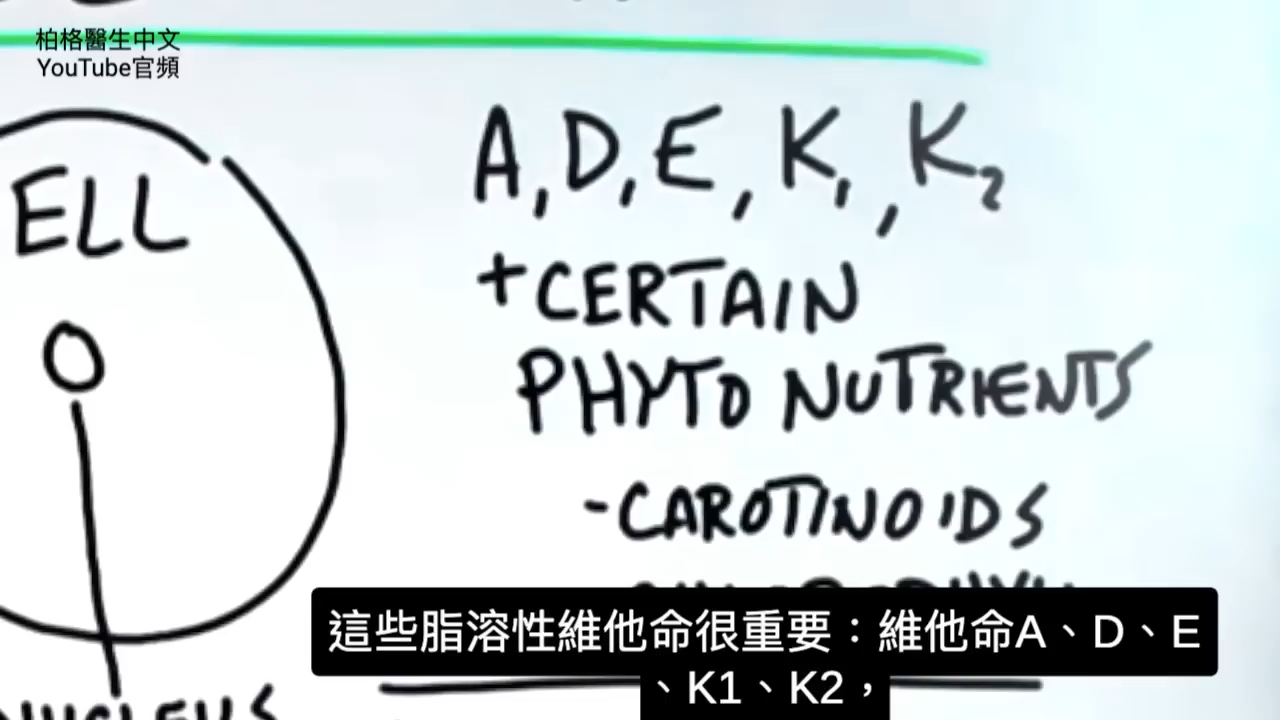 柏格醫生中文
YouTube官頻
A, D, E, K1, K2
+CERTAIN
PHYTO NUTRIENTS
-CAROTINOIDS
ELL
NUCLEUS
這些脂溶性維他命很重要：維他命A、D、E
、K1、K2，